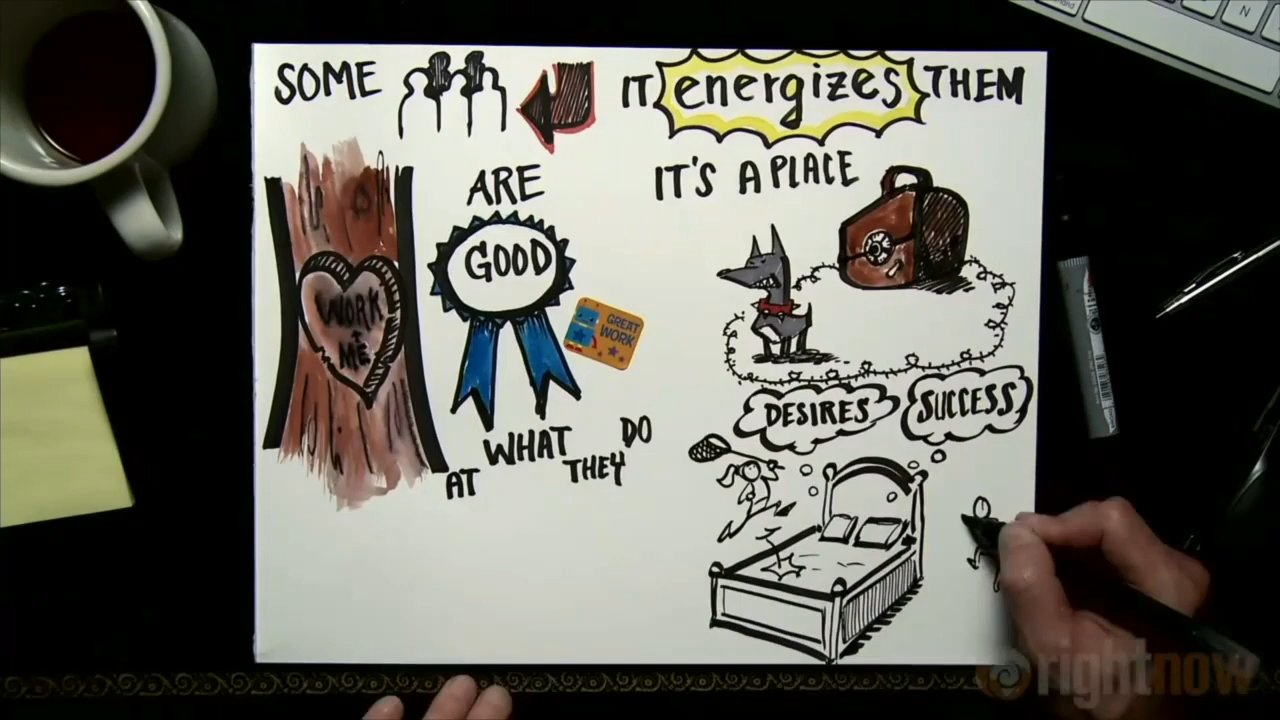 SOME
IT energizes THEM
IT'S A PLACE
ARE
GOOD
WORK
+
ME
GREAT
WORK
AT WHAT THEY DO
DESIRES
SUCCESS
N
rightnow